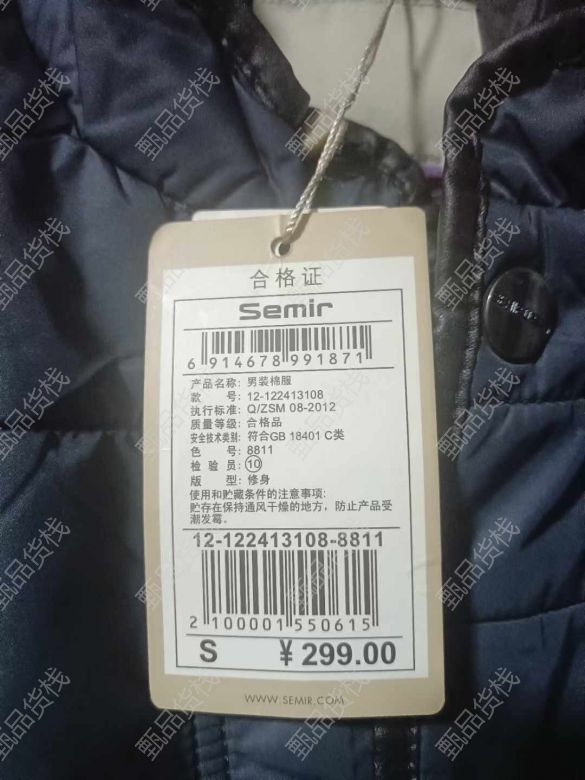 合格证
Semir
6 914678 991871
产品名称: 男装棉服
款 号: 12-122413108
执行标准: Q/ZSM 08-2012
质量等级: 合格品
安全技术类别: 符合GB 18401 C类
色 号: 8811
检 验 员: ⑩
版 型: 修身
使用和贮藏条件的注意事项:
贮存在保持通风干燥的地方, 防止产品受
潮发霉。
12-122413108-8811
2 100001 550615
S ¥ 299.00
WWW.SEMIR.COM
甄品货栈